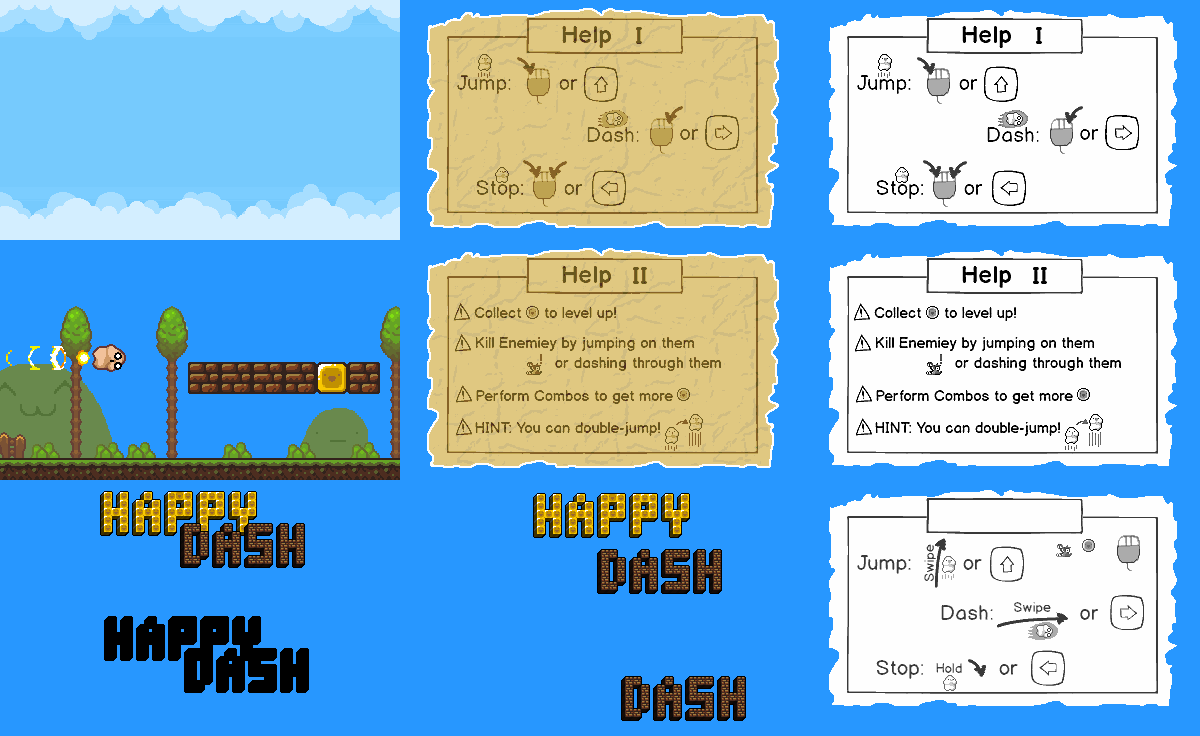 Help I
Jump: or
Dash: or
Stop: or
Help I
Jump: or
Dash: or
Stop: or
Help II
Collect to level up!
Kill Enemiey by jumping on them
or dashing through them
Perform Combos to get more
HINT: You can double-jump!
Help II
Collect to level up!
Kill Enemiey by jumping on them
or dashing through them
Perform Combos to get more
HINT: You can double-jump!
HAPPY
DASH
HAPPY
DASH
HAPPY
DASH
DASH
Jump: Swipe or
Dash: Swipe or
Stop: Hold or